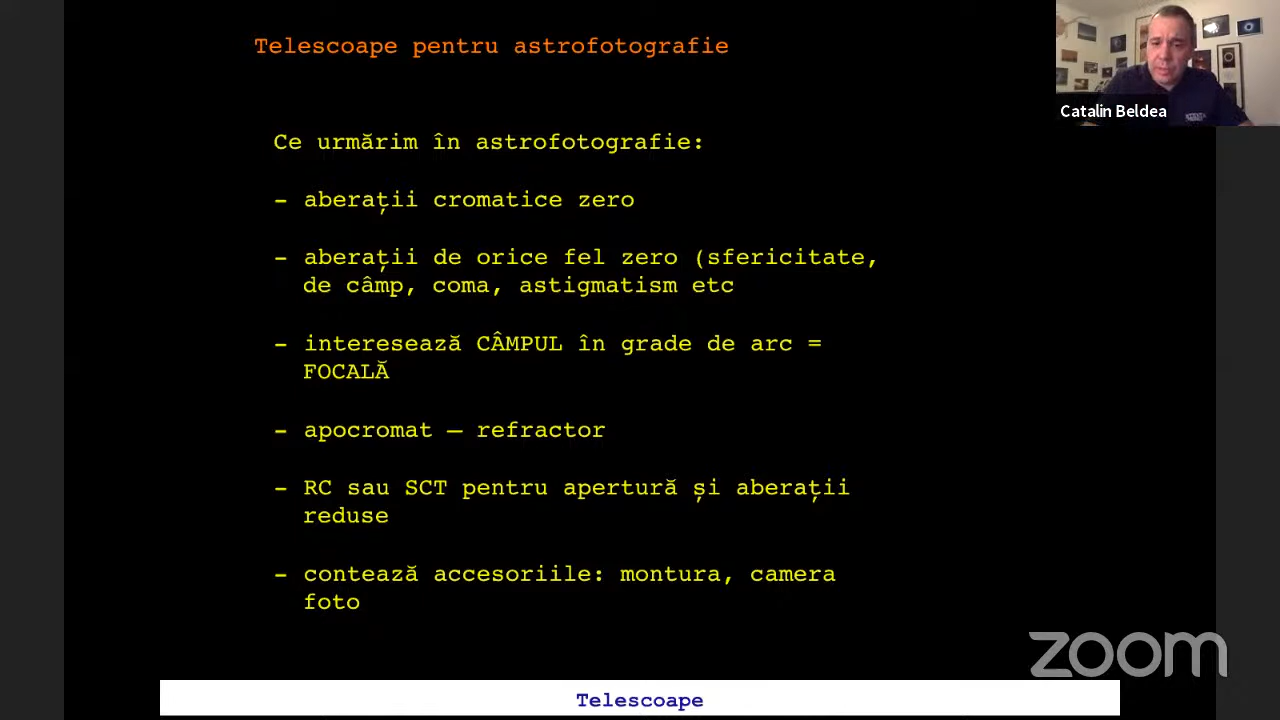 Telescoape pentru astrofotografie
Catalin Beldea
Ce urmărim în astrofotografie:
- aberații cromatice zero
- aberații de orice fel zero (sfericitate,
de câmp, coma, astigmatism etc
- interesează CÂMPUL în grade de arc =
FOCALĂ
- apocromat – refractor
- RC sau SCT pentru apertură și aberații
reduse
- contează accesoriile: montura, camera
foto
zoom
Telescoape